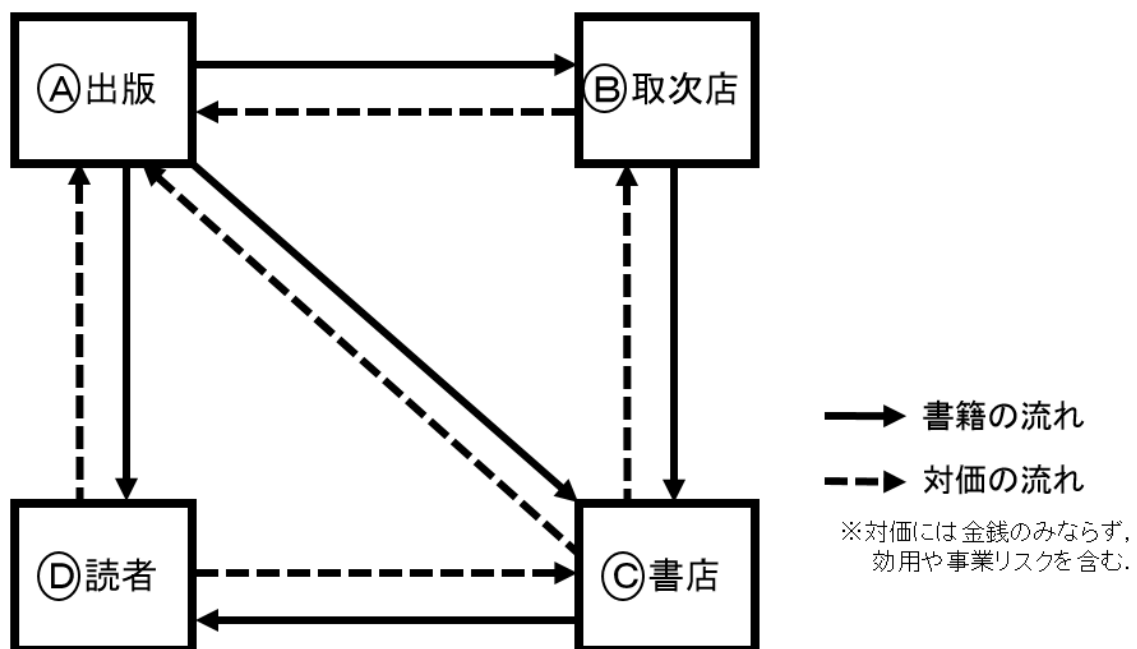 Ⓐ出版
Ⓑ取次店
Ⓓ読者
Ⓒ書店
書籍の流れ
対価の流れ
※対価には金銭のみならず,
効用や事業リスクを含む.